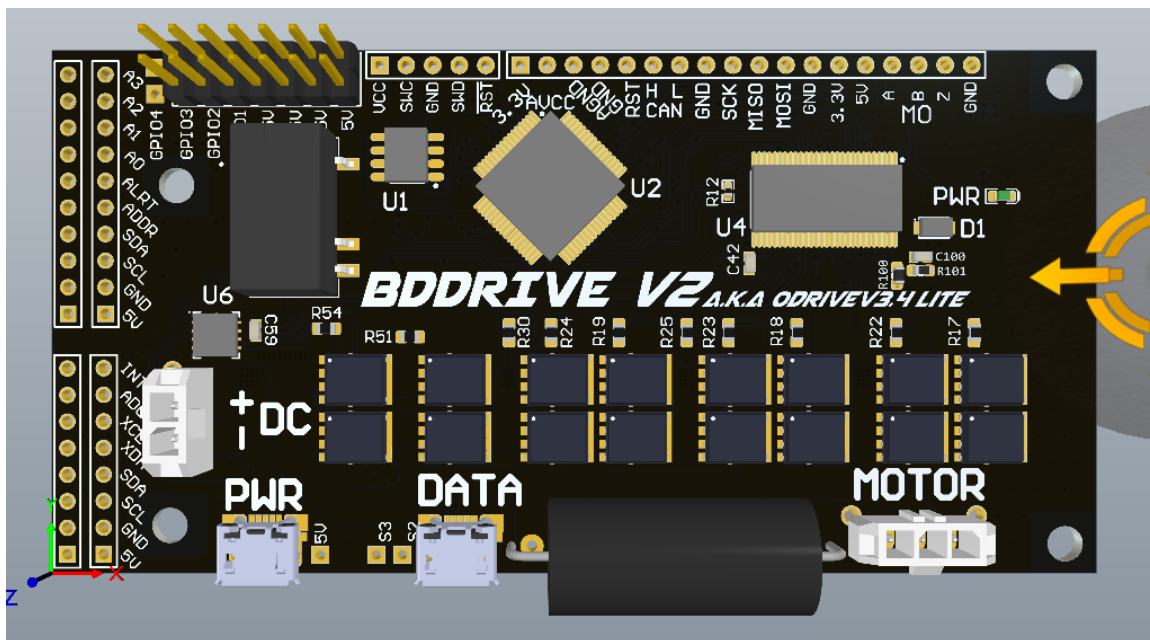 A3
A2
A1
A0
ALRT
ADDR
SDA
SCL
GND
5V
GPIO4
GPIO3
GPIO2
5V
VCC
SWC
GND
SWD
RST
3.3V
AVCC
AGND
GND
RST
H
L
CAN
GND
SCK
MISO
MOSI
GND
3.3V
5V
A
B
Z
M0
GND
U1
U2
R12
U4
C42
PWR
D1
C100
R100
R101
BDDRIVE V2 A.K.A ODRIVEV3.4 LITE
U6
C59
R54
R51
R30
R24
R19
R25
R23
R18
R22
R17
INT
SDA
SCL
GND
5V
+
-
DC
PWR
5V
S3
DATA
MOTOR
X
Y
Z